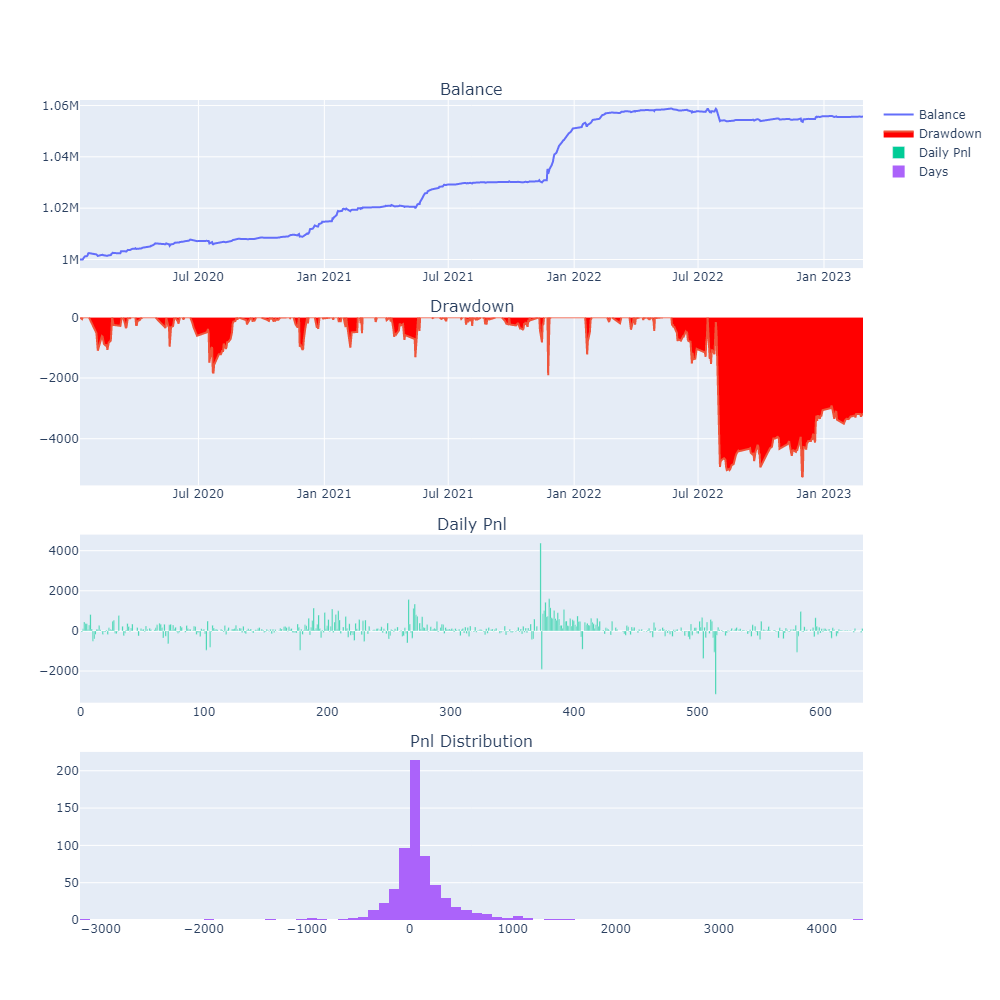 Balance
1.06M
1.04M
1.02M
1M
Jul 2020 Jan 2021 Jul 2021 Jan 2022 Jul 2022 Jan 2023
Balance
Drawdown
Daily Pnl
Days
Drawdown
0
−2000
−4000
Jul 2020 Jan 2021 Jul 2021 Jan 2022 Jul 2022 Jan 2023
Daily Pnl
4000
2000
0
−2000
0 100 200 300 400 500 600
Pnl Distribution
200
150
100
50
0
−3000 −2000 −1000 0 1000 2000 3000 4000